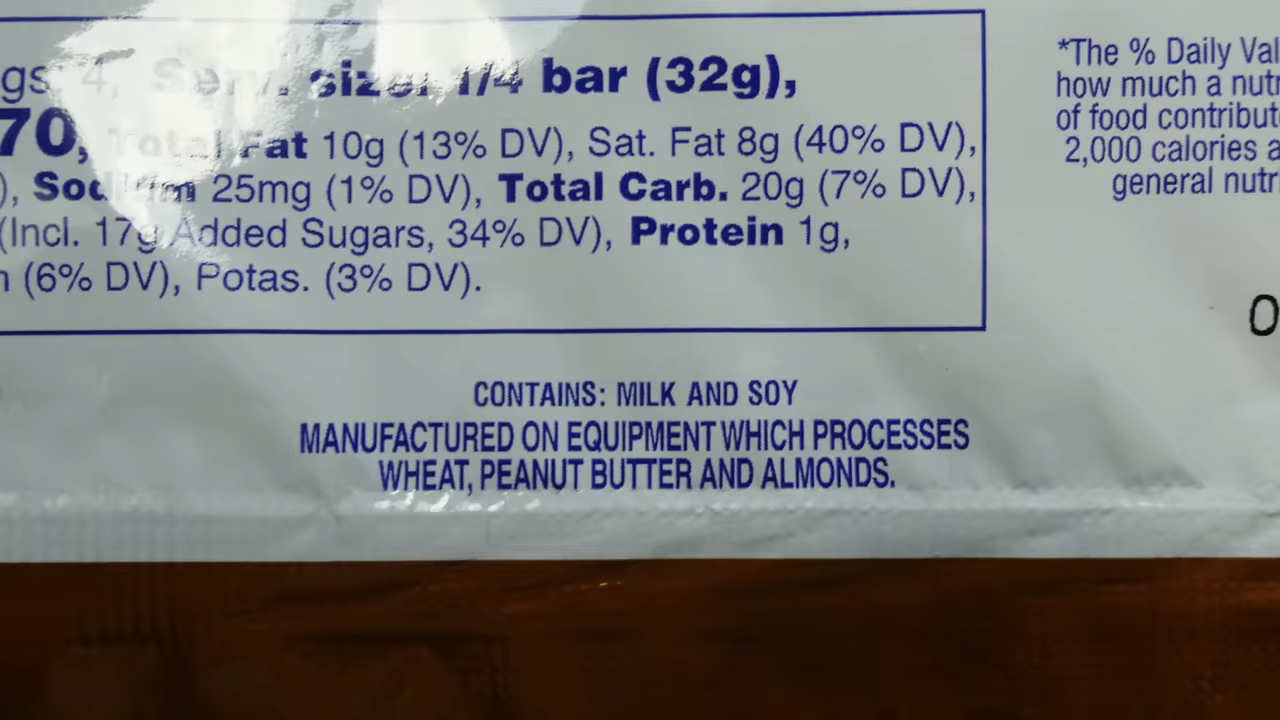 gs. 4, Serv. size: 1/4 bar (32g),
70, Total Fat 10g (13% DV), Sat. Fat 8g (40% DV),
), Sodium 25mg (1% DV), Total Carb. 20g (7% DV),
(Incl. 17g Added Sugars, 34% DV), Protein 1g,
(6% DV), Potas. (3% DV).
CONTAINS: MILK AND SOY
MANUFACTURED ON EQUIPMENT WHICH PROCESSES
WHEAT, PEANUT BUTTER AND ALMONDS.
*The % Daily Val
how much a nutr
of food contribut
2,000 calories a
general nutr